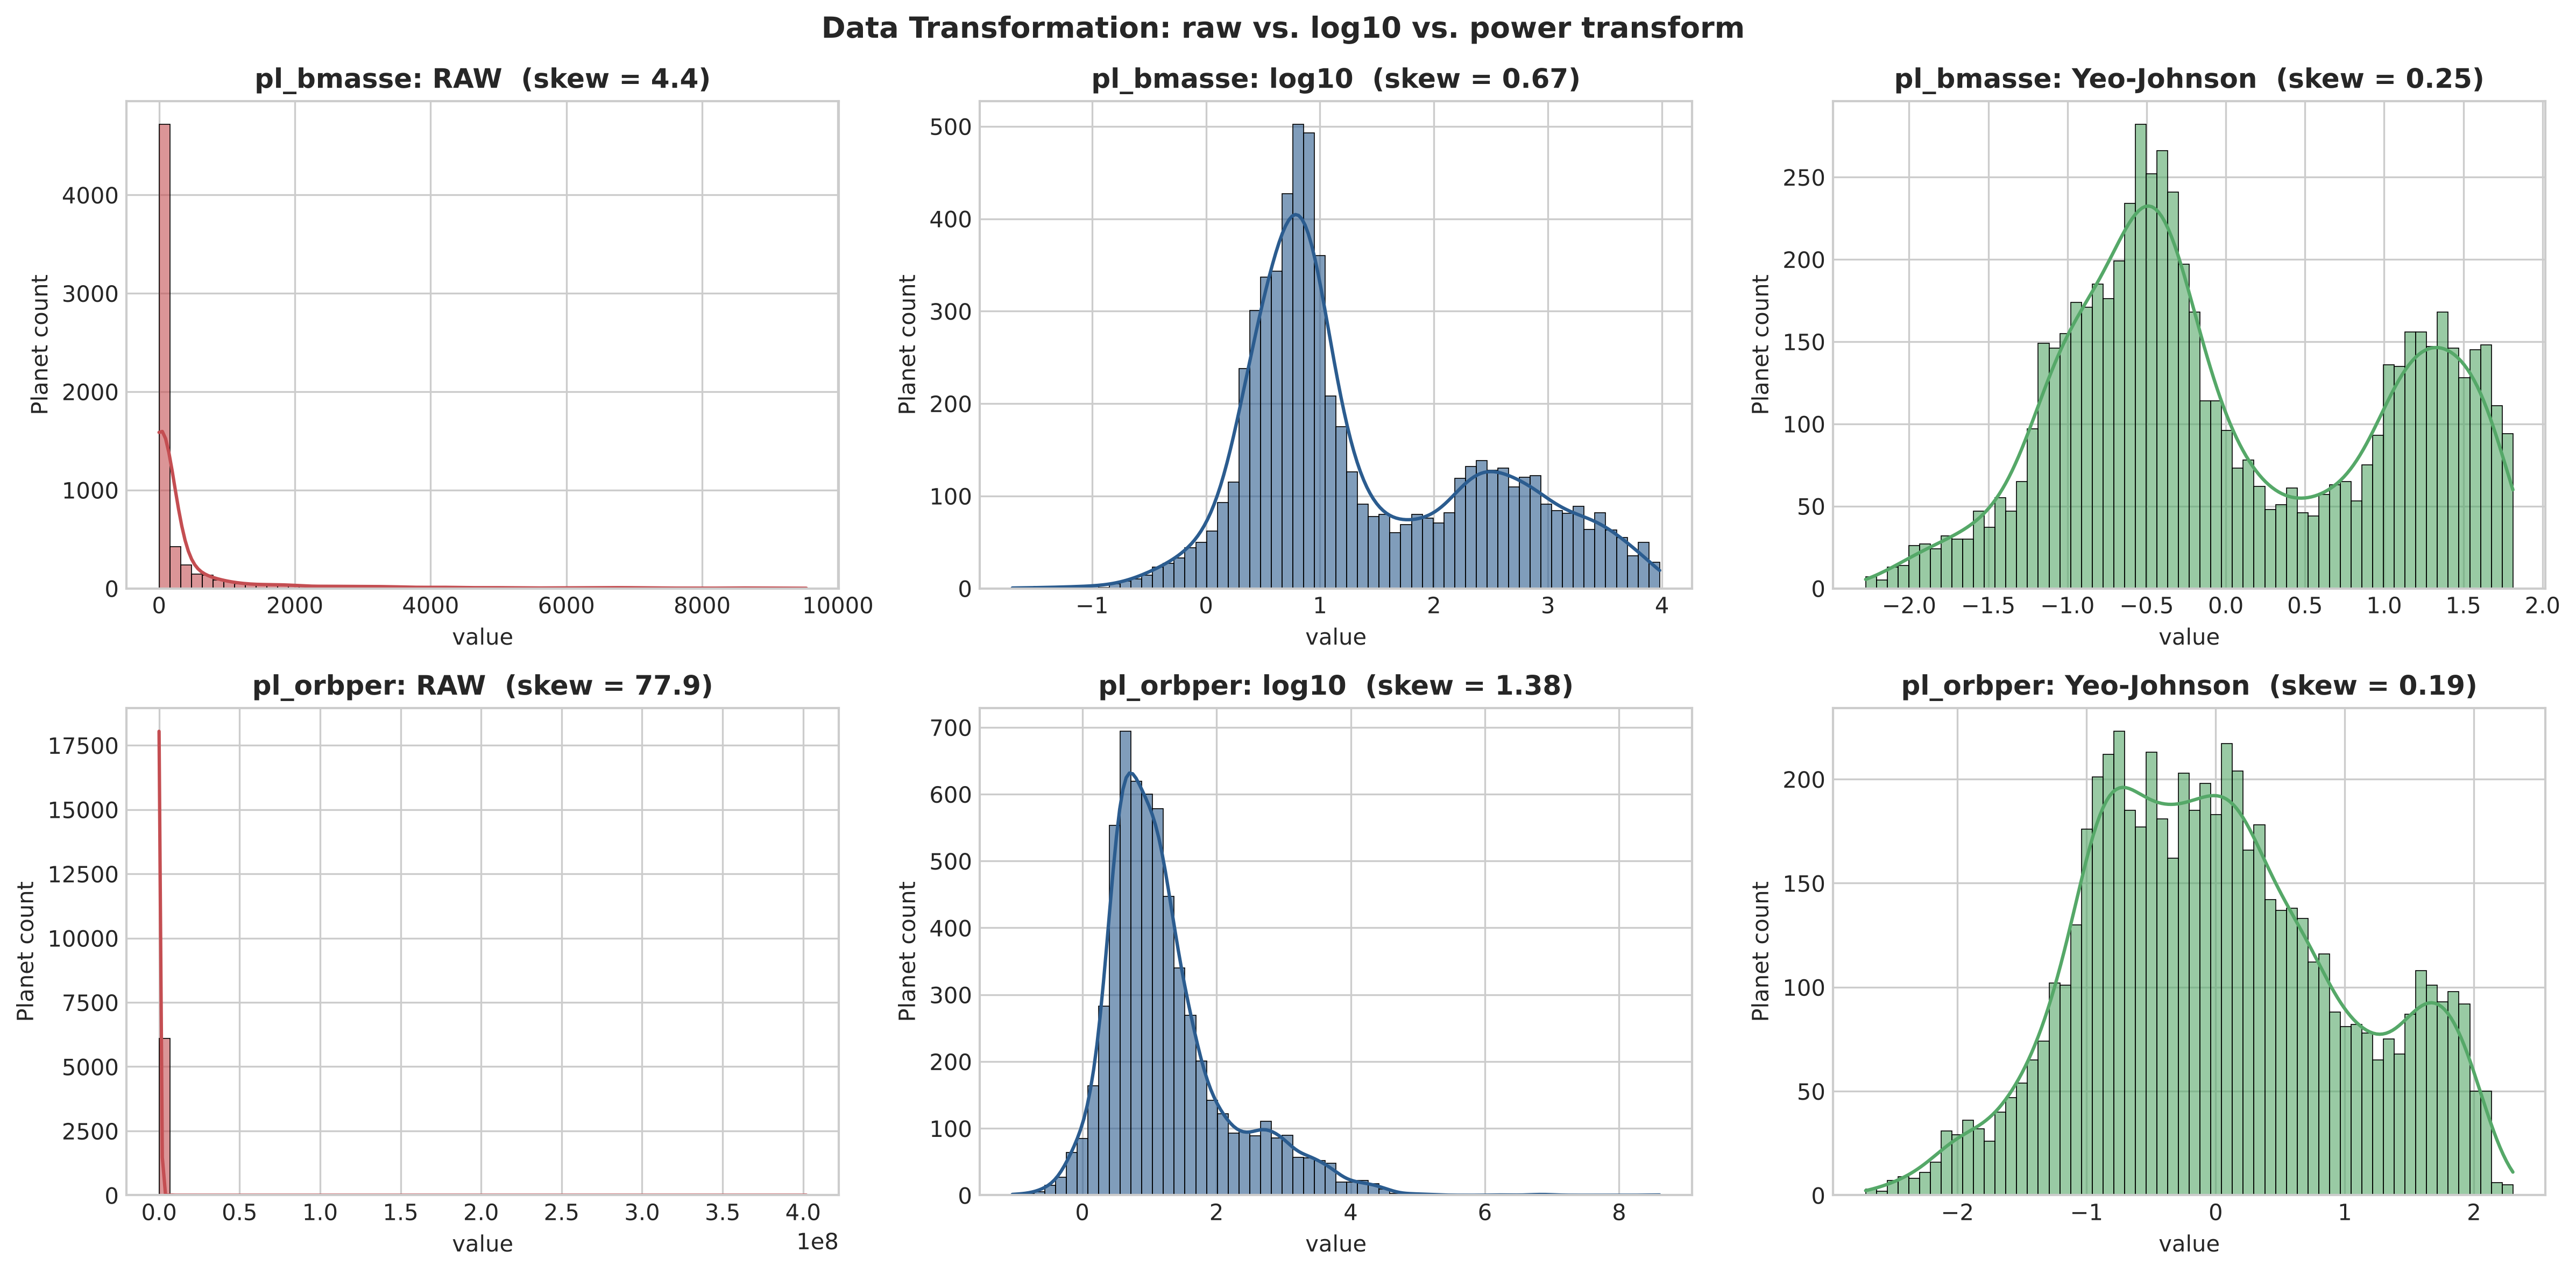 Data Transformation: raw vs. log10 vs. power transform
pl_bmasse: RAW (skew = 4.4)
Planet count
4000
3000
2000
1000
0
0 2000 4000 6000 8000 10000
value
pl_bmasse: log10 (skew = 0.67)
Planet count
500
400
300
200
100
0
−1 0 1 2 3 4
value
pl_bmasse: Yeo-Johnson (skew = 0.25)
Planet count
250
200
150
100
50
0
−2.0 −1.5 −1.0 −0.5 0.0 0.5 1.0 1.5 2.0
value
pl_orbper: RAW (skew = 77.9)
Planet count
17500
15000
12500
10000
7500
5000
2500
0
0.0 0.5 1.0 1.5 2.0 2.5 3.0 3.5 4.0
1e8
value
pl_orbper: log10 (skew = 1.38)
Planet count
700
600
500
400
300
200
100
0
0 2 4 6 8
value
pl_orbper: Yeo-Johnson (skew = 0.19)
Planet count
200
150
100
50
0
−2 −1 0 1 2
value